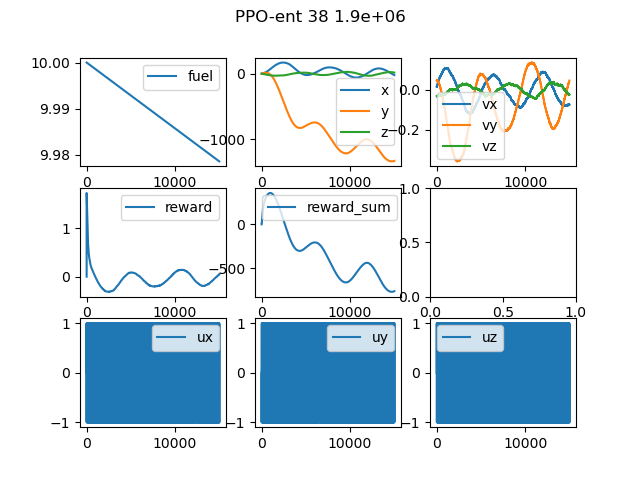 PPO-ent 38 1.9e+06
10.00
9.99
9.98
0 10000
fuel
0
−1000
0 10000
x
y
z
0.0
−0.2
0 10000
vx
vy
vz
1
0
0 10000
reward
0
−500
0 10000
reward_sum
1.0
0.5
0.0
0.0 0.5 1.0
1
0
−1
0 10000
ux
1
0
−1
0 10000
uy
1
0
−1
0 10000
uz